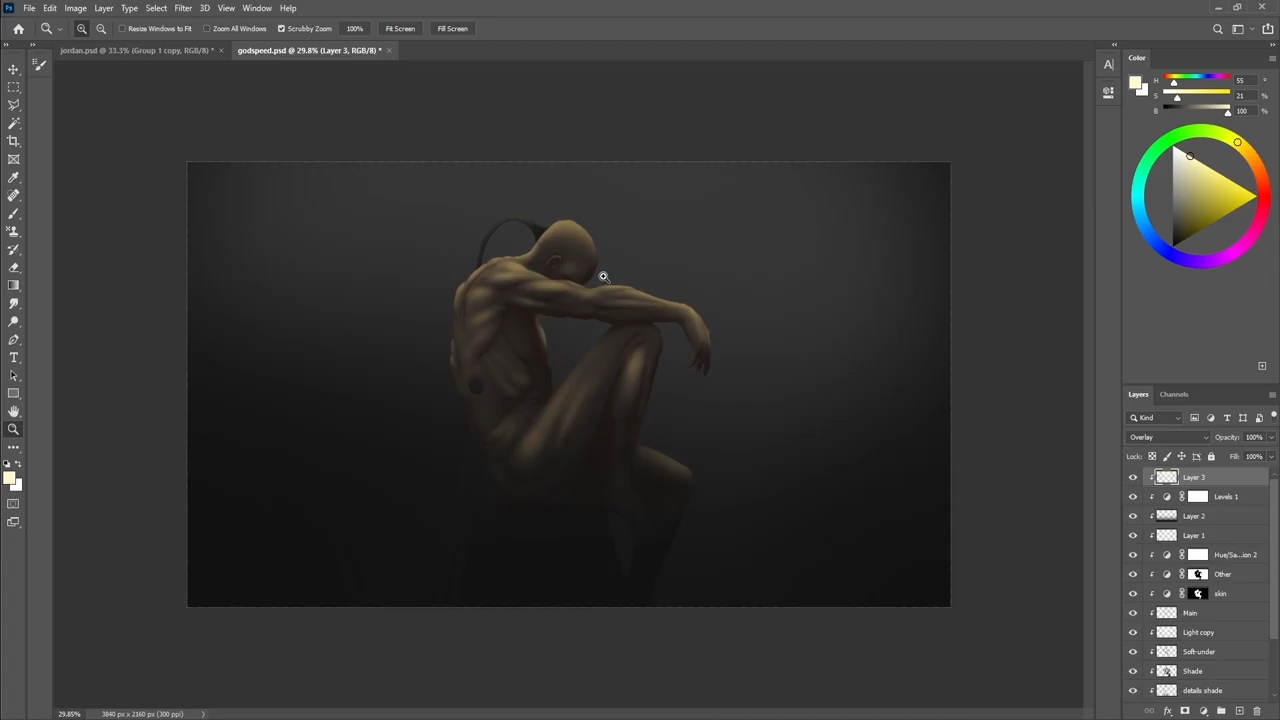 Ps File Edit Image Layer Type Select Filter 3D View Window Help
Resize Windows to Fit Zoom All Windows Scrubby Zoom 100% Fit Screen Fill Screen
jordan.psd @ 33.3% (Group 1 copy, RGB/8) * × godspeed.psd @ 29.8% (Layer 3, RGB/8) * ×
Color
H 55 °
S 21 %
B 100 %
Layers Channels
Kind
Overlay Opacity: 100%
Lock: Fill: 100%
Layer 3
Levels 1
Layer 2
Layer 1
Hue/Sa...ion 2
Other
skin
Main
Light copy
Soft-under
Shade
details shade
29.85% 3840 px x 2160 px (300 ppi)